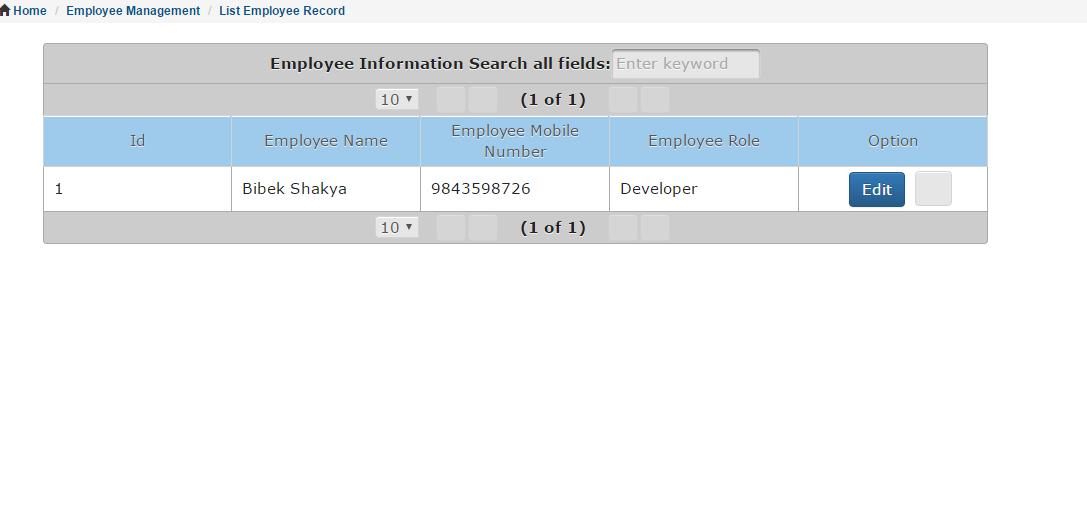 Home / Employee Management / List Employee Record
Employee Information Search all fields: Enter keyword
10 (1 of 1)
Id Employee Name Employee Mobile Number Employee Role Option
1 Bibek Shakya 9843598726 Developer Edit
10 (1 of 1)